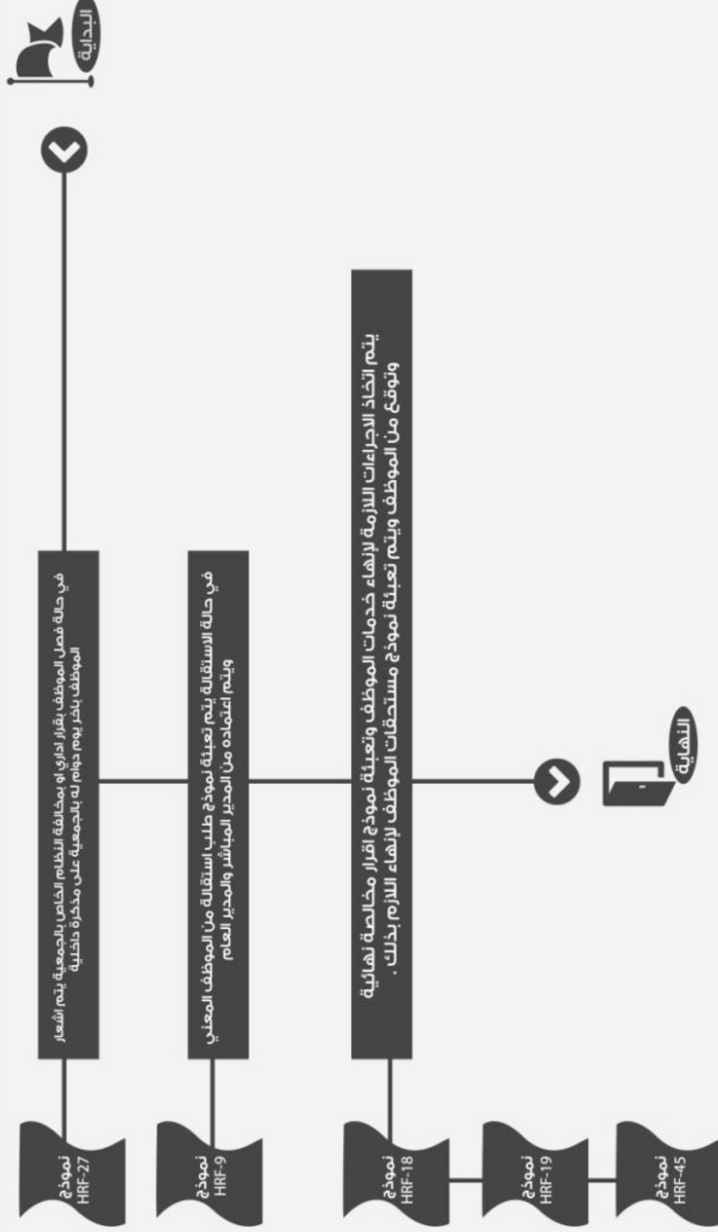 البداية
في حالة فصل الموظف بقرار اداري او بمخالفة النظام الخاص بالجمعية يتم اشعار
الموظف باخر يوم دوام له بالجمعية على مذكرة داخلية
نموذج
HRF-27
في حالة الاستقالة يتم تعبئة نموذج طلب استقالة من الموظف المعني
ويتم اعتماده من المدير المباشر والمدير العام
نموذج
HRF-9
يتم اتخاذ الاجراءات اللازمة لإنهاء خدمات الموظف وتعبئة نموذج اقرار مخالصة نهائية
وتوقع من الموظف ويتم تعبئة نموذج مستحقات الموظف لإنهاء اللازم بذلك .
نموذج
HRF-18
نموذج
HRF-19
نموذج
HRF-45
النهاية